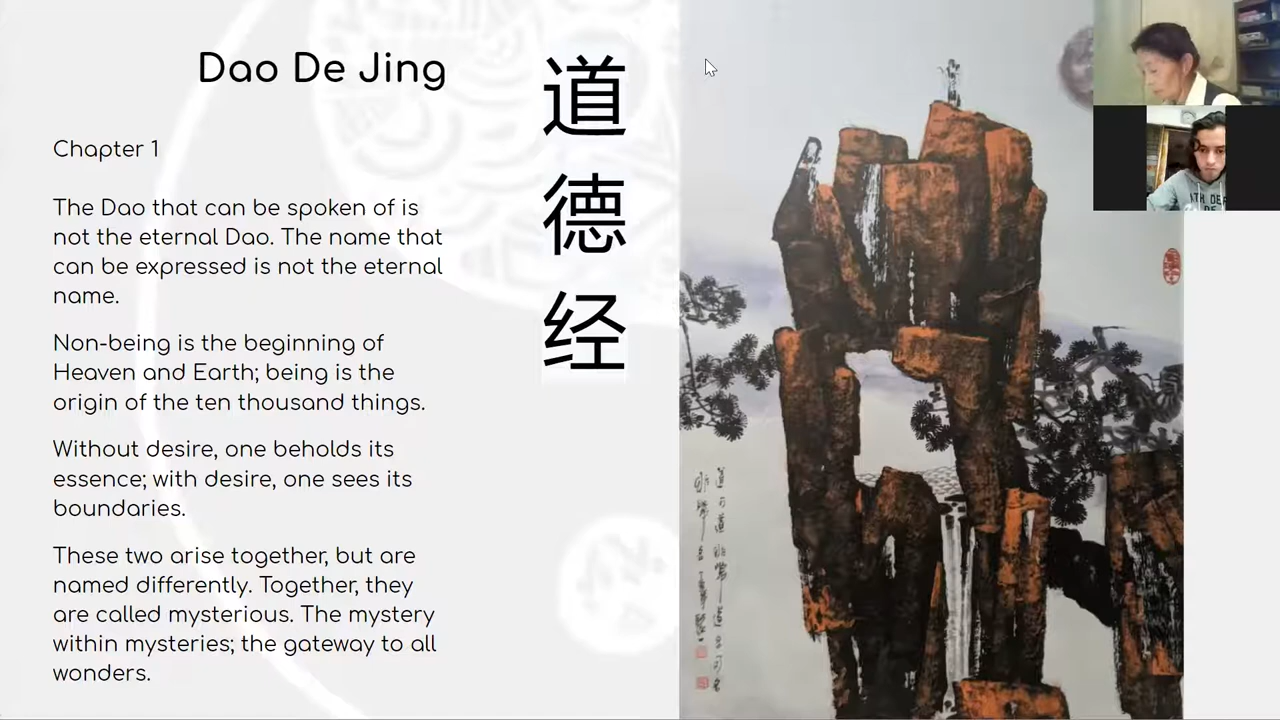 Dao De Jing
道
德
经
Chapter 1
The Dao that can be spoken of is
not the eternal Dao. The name that
can be expressed is not the eternal
name.
Non-being is the beginning of
Heaven and Earth; being is the
origin of the ten thousand things.
Without desire, one beholds its
essence; with desire, one sees its
boundaries.
These two arise together, but are
named differently. Together, they
are called mysterious. The mystery
within mysteries; the gateway to all
wonders.